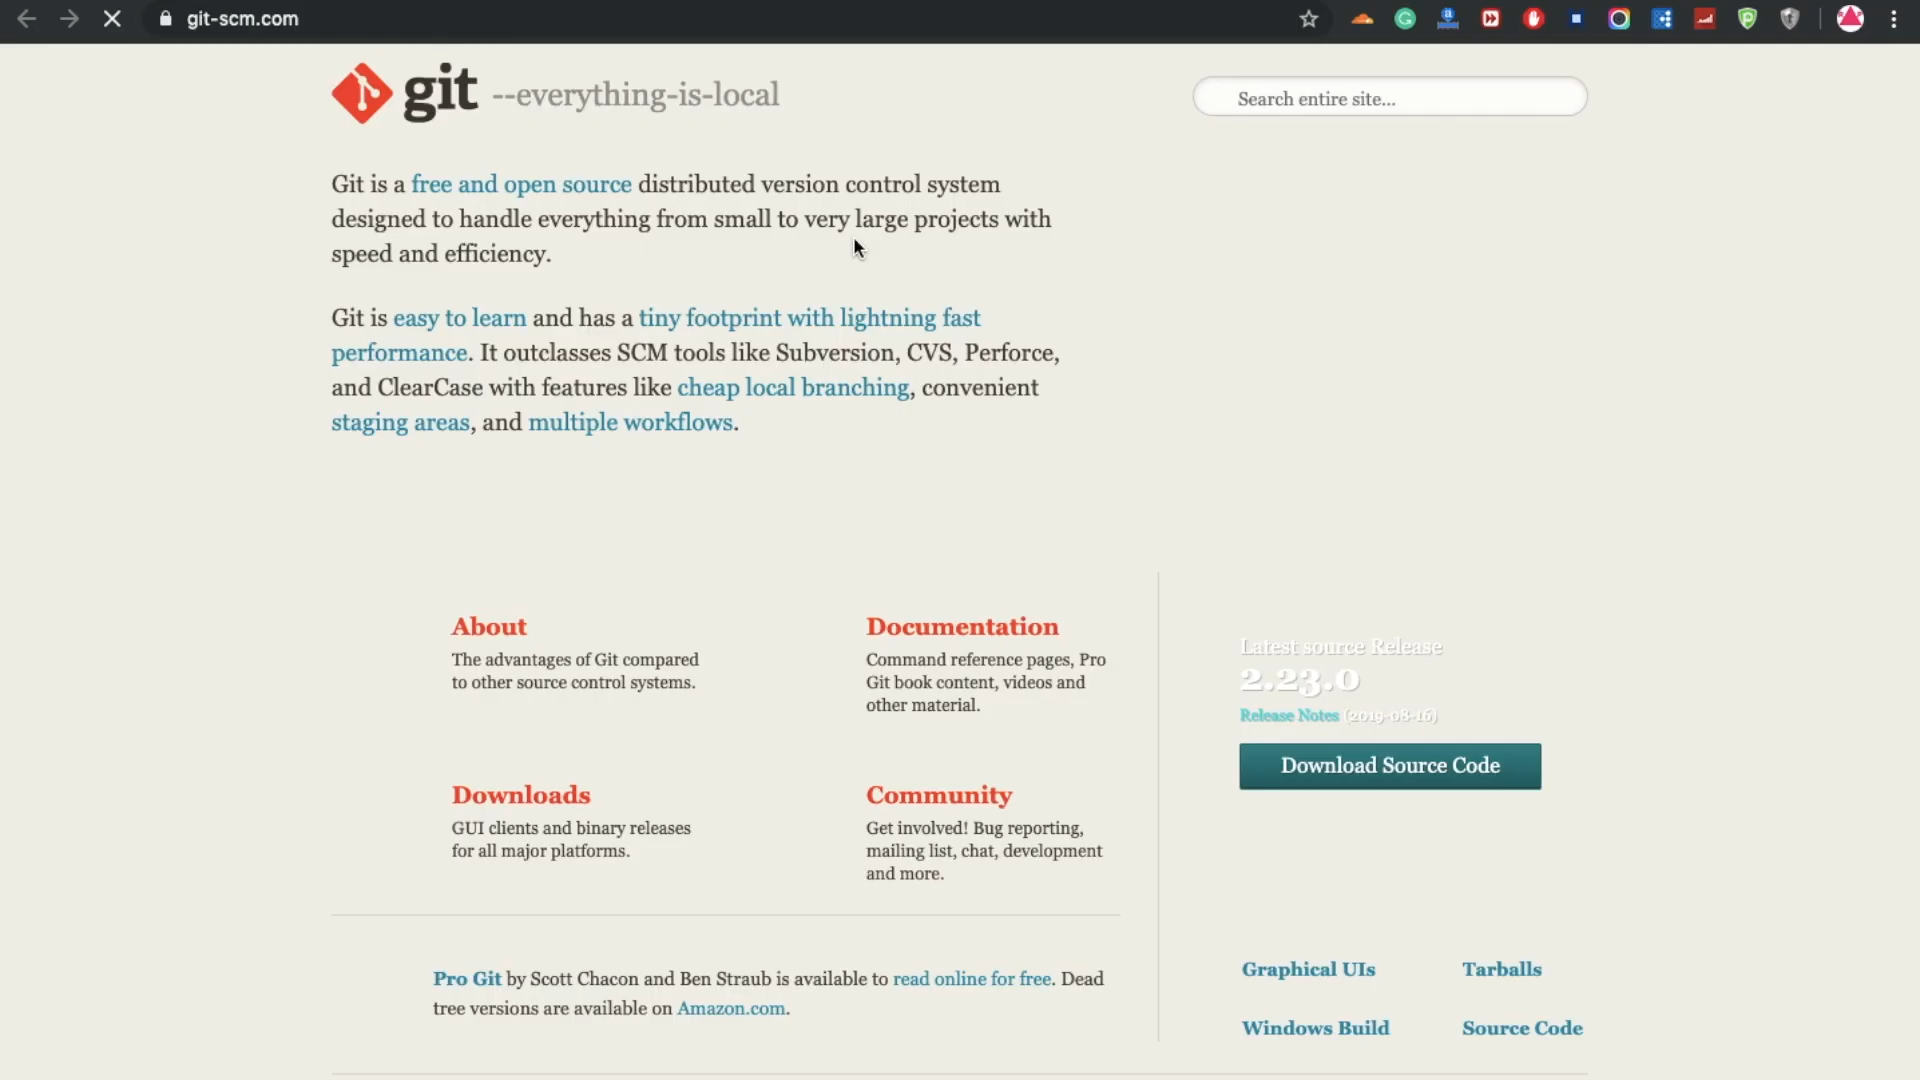 git-scm.com
git --everything-is-local
Search entire site...
Git is a free and open source distributed version control system
designed to handle everything from small to very large projects with
speed and efficiency.
Git is easy to learn and has a tiny footprint with lightning fast
performance. It outclasses SCM tools like Subversion, CVS, Perforce,
and ClearCase with features like cheap local branching, convenient
staging areas, and multiple workflows.
About
The advantages of Git compared
to other source control systems.
Documentation
Command reference pages, Pro
Git book content, videos and
other material.
Downloads
GUI clients and binary releases
for all major platforms.
Community
Get involved! Bug reporting,
mailing list, chat, development
and more.
Latest source Release
2.23.0
Release Notes (2019-08-16)
Download Source Code
Pro Git by Scott Chacon and Ben Straub is available to read online for free. Dead
tree versions are available on Amazon.com.
Graphical UIs
Tarballs
Windows Build
Source Code